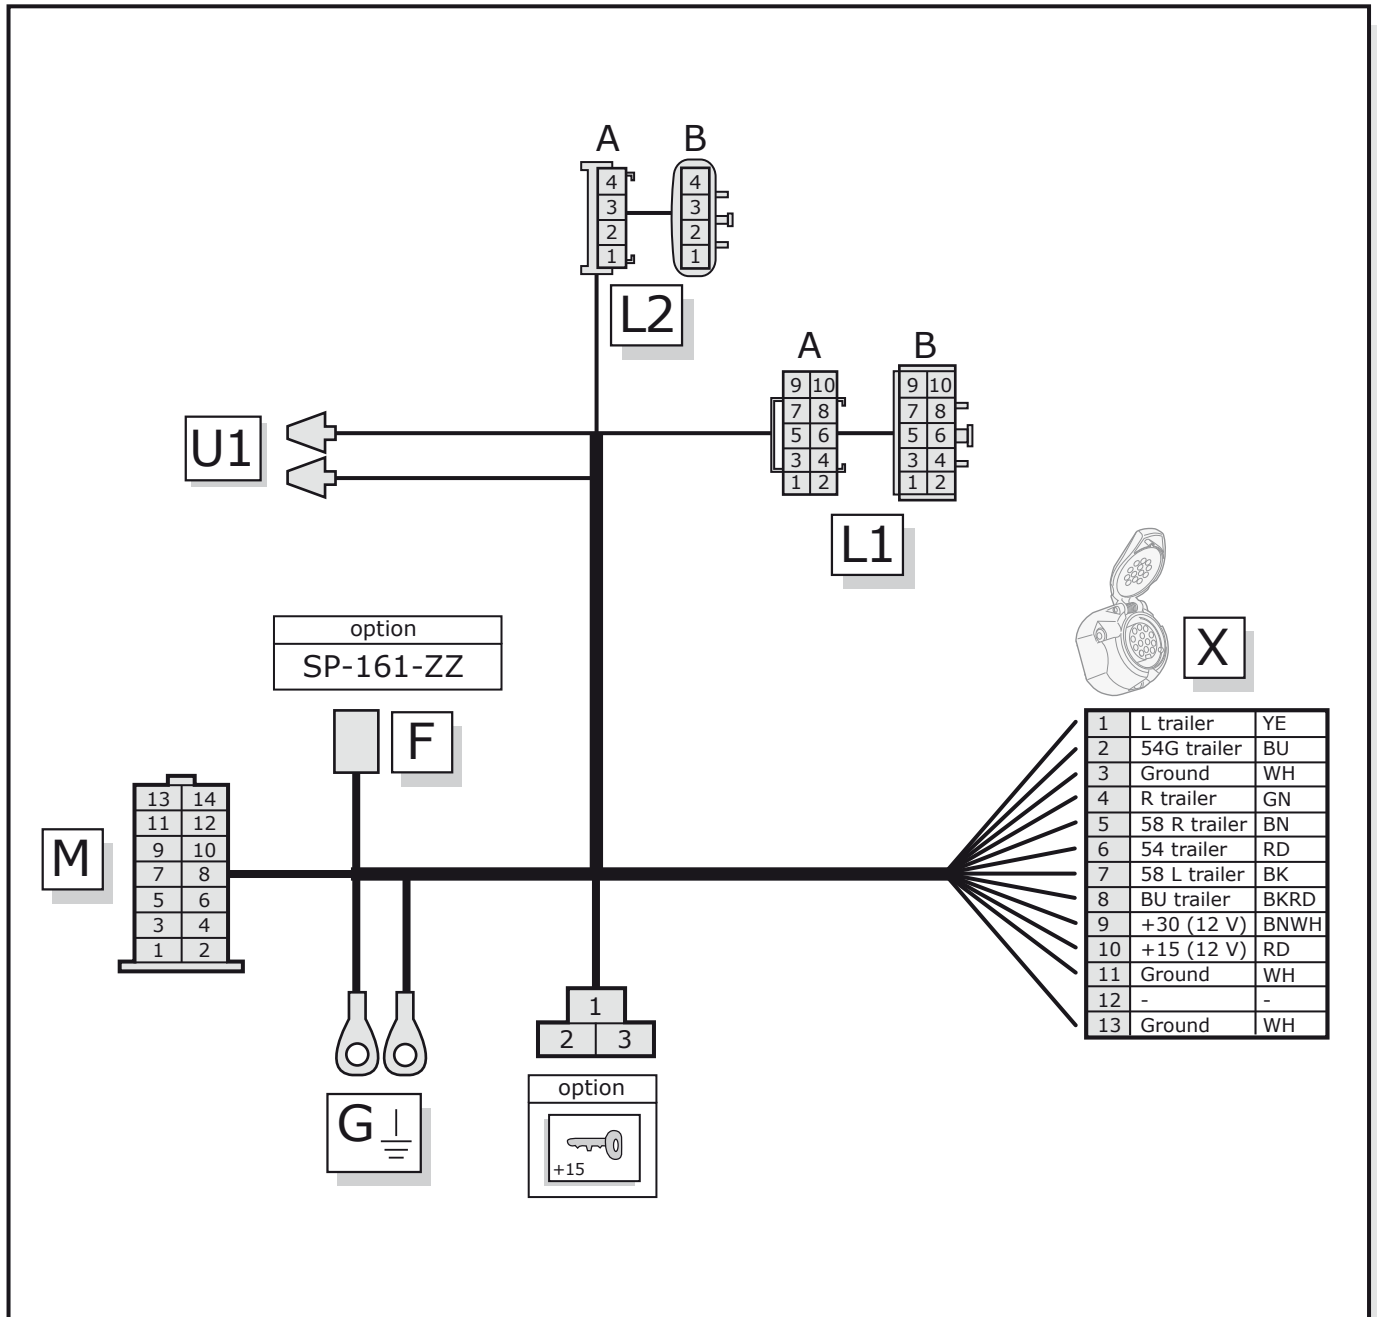 A B
4 4
3 3
2 2
1 1
L2
A B
9 10 9 10
7 8 7 8
5 6 5 6
3 4 3 4
1 2 1 2
U1
L1
option
SP-161-ZZ
X
F
1 L trailer YE
2 54G trailer BU
3 Ground WH
4 R trailer GN
5 58 R trailer BN
6 54 trailer RD
7 58 L trailer BK
8 BU trailer BKRD
9 +30 (12 V) BNWH
10 +15 (12 V) RD
11 Ground WH
12 - -
13 Ground WH
M
13 14
11 12
9 10
7 8
5 6
3 4
1 2
1
2 3
G
option
+15